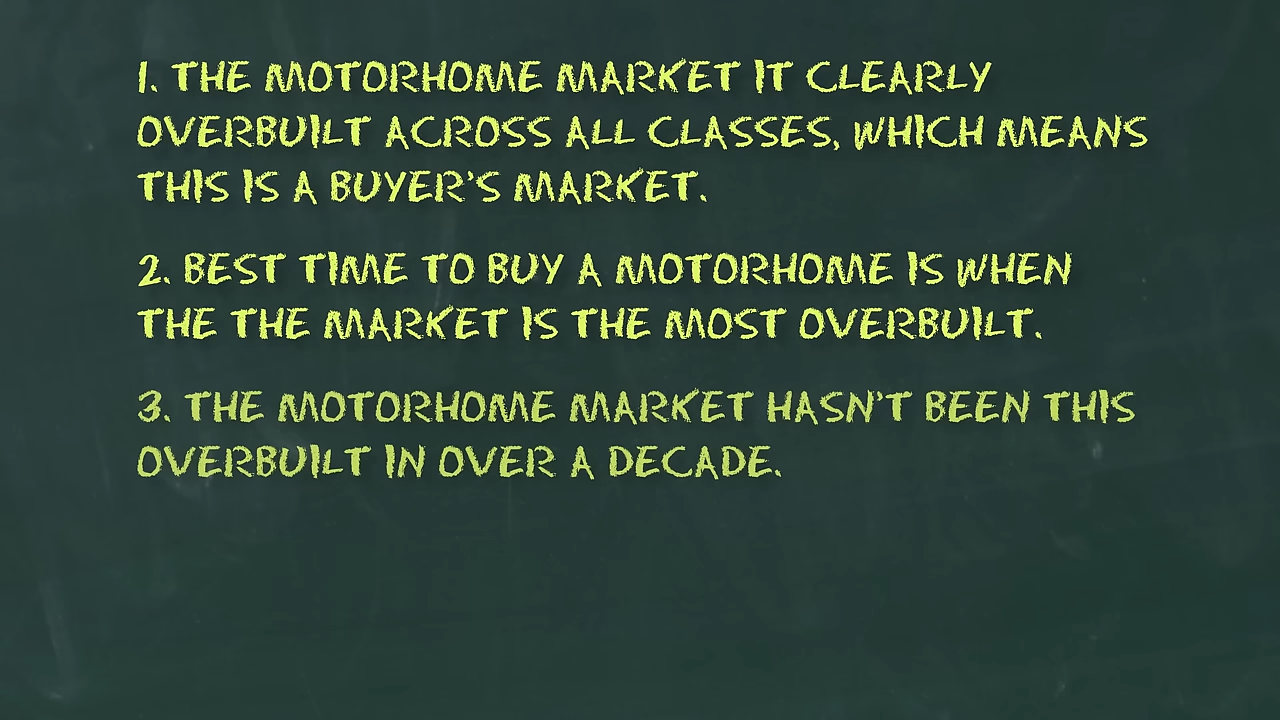 1. THE MOTORHOME MARKET IT CLEARLY
OVERBUILT ACROSS ALL CLASSES, WHICH MEANS
THIS IS A BUYER'S MARKET.
2. BEST TIME TO BUY A MOTORHOME IS WHEN
THE THE MARKET IS THE MOST OVERBUILT.
3. THE MOTORHOME MARKET HASN'T BEEN THIS
OVERBUILT IN OVER A DECADE.